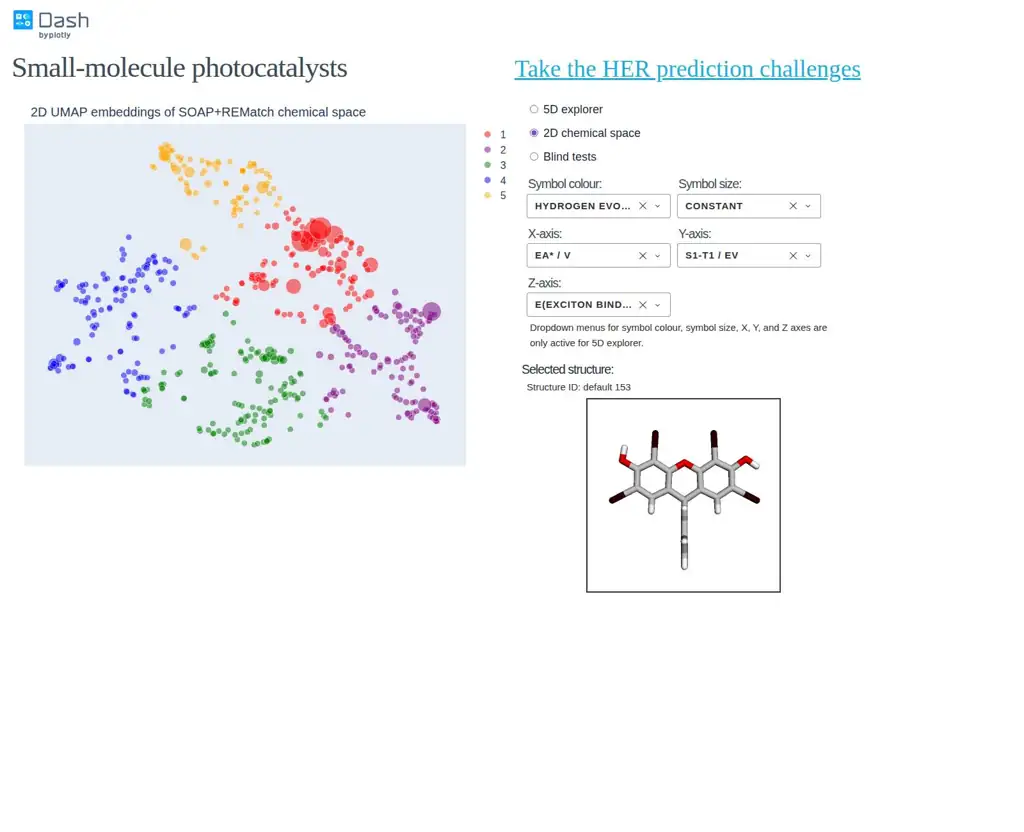 Dash
by plotly
Small-molecule photocatalysts
Take the HER prediction challenges
2D UMAP embeddings of SOAP+REMatch chemical space
1
2
3
4
5
5D explorer
2D chemical space
Blind tests
Symbol colour:
Symbol size:
HYDROGEN EVO...
CONSTANT
X-axis:
Y-axis:
EA* / V
S1-T1 / EV
Z-axis:
E(EXCITON BIND...
Dropdown menus for symbol colour, symbol size, X, Y, and Z axes are
only active for 5D explorer.
Selected structure:
Structure ID: default 153